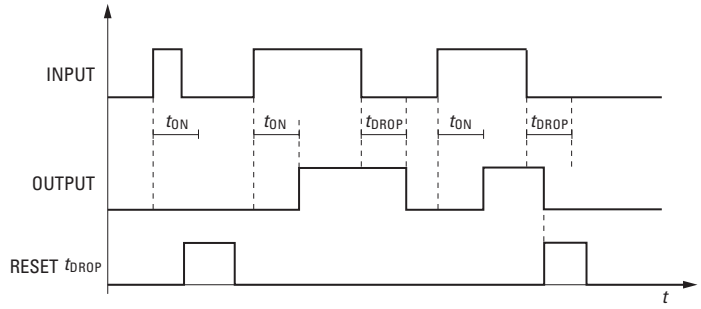 INPUT
tON tON tDROP tON tDROP
OUTPUT
RESET tDROP
t